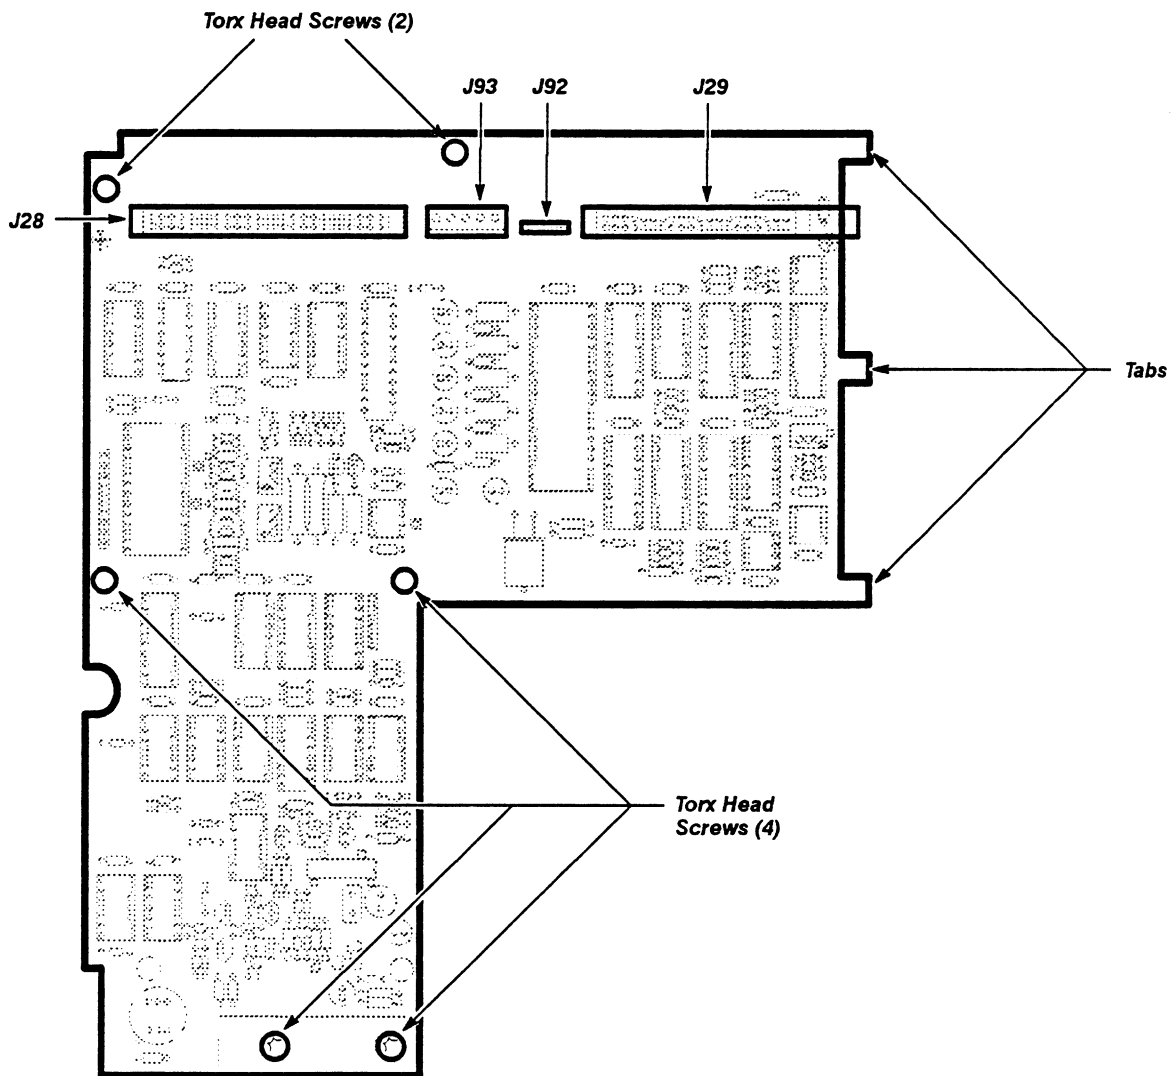 Torx Head Screws (2)
J93
J92
J29
J28
Tabs
Torx Head
Screws (4)